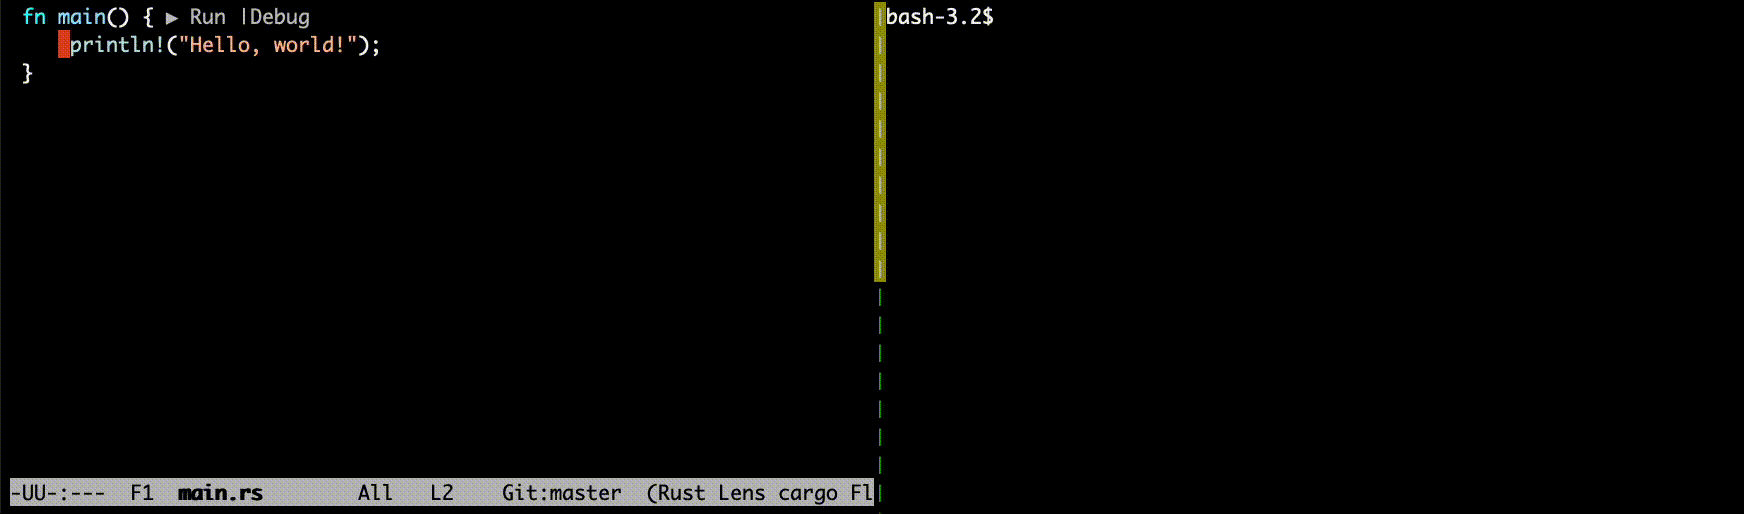 fn main() { ▶ Run |Debug
println!("Hello, world!");
}
-UU-:--- F1 main.rs All L2 Git:master (Rust Lens cargo Fl
bash-3.2$